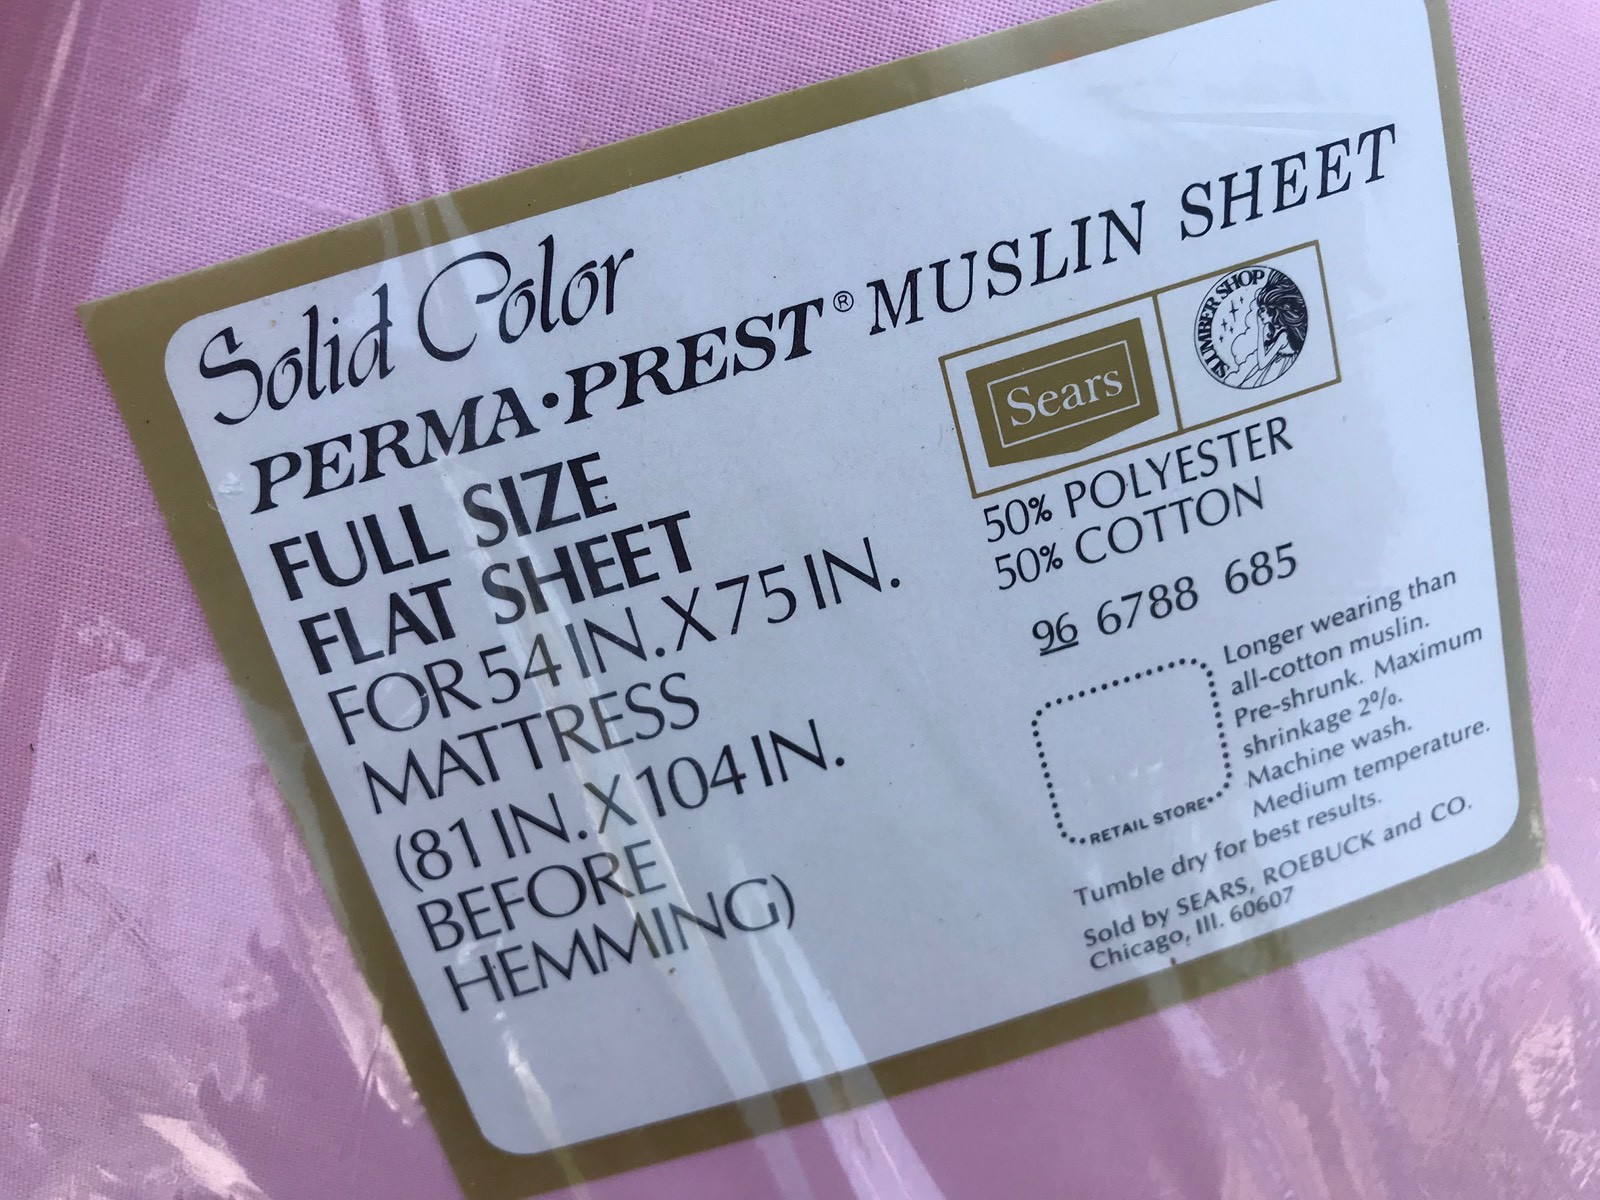 Solid Color
PERMA•PREST® MUSLIN SHEET
FULL SIZE
FLAT SHEET
FOR 54 IN. X 75 IN.
MATTRESS
(81 IN. X 104 IN.
BEFORE
HEMMING)
Sears
SLUMBER SHOP
50% POLYESTER
50% COTTON
96 6788 685
RETAIL STORE
Longer wearing than
all-cotton muslin.
Pre-shrunk. Maximum
shrinkage 2%.
Machine wash.
Medium temperature.
Tumble dry for best results.
Sold by SEARS, ROEBUCK and CO.
Chicago, Ill. 60607